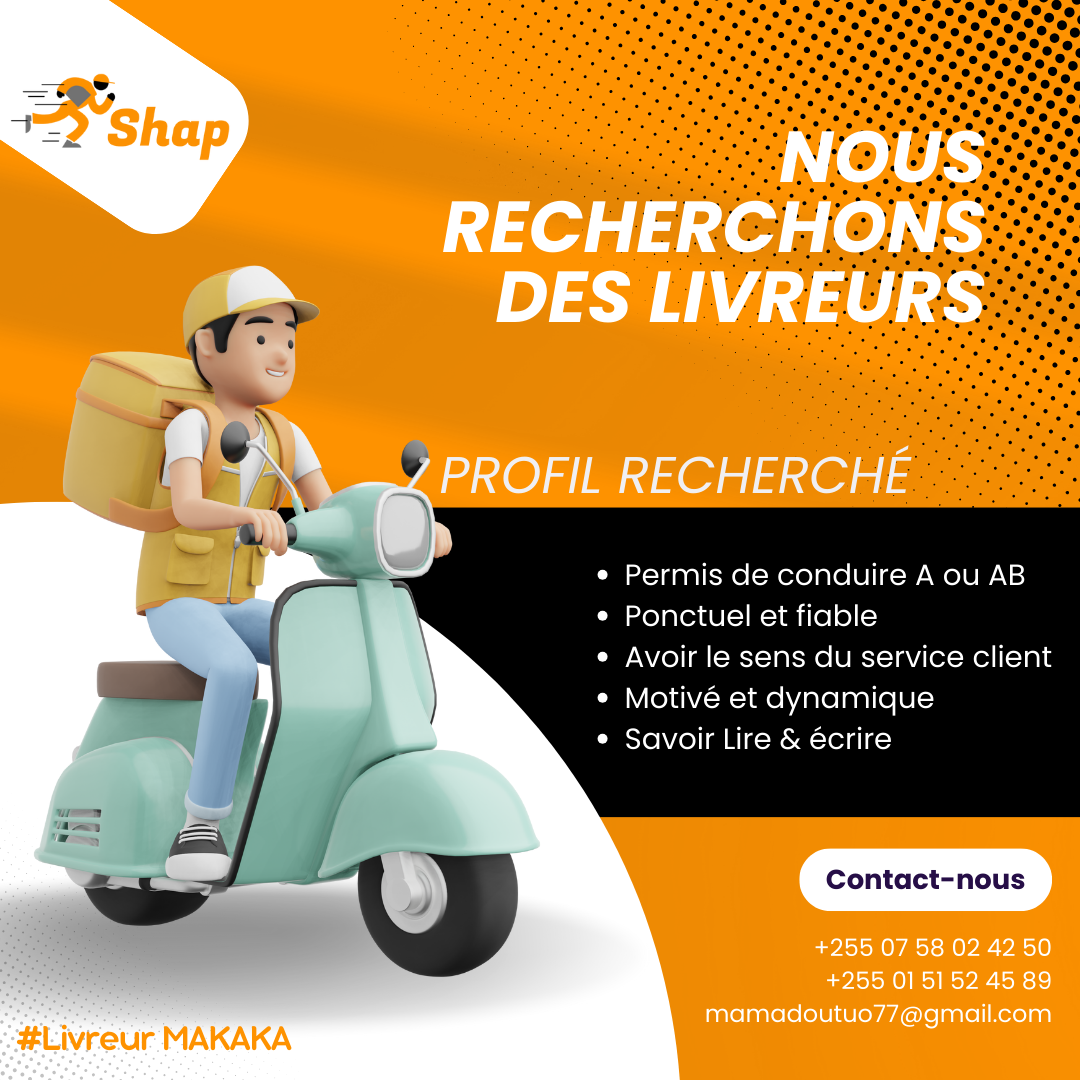 Shap
NOUS
RECHERCHONS
DES LIVREURS
PROFIL RECHERCHÉ
• Permis de conduire A ou AB
• Ponctuel et fiable
• Avoir le sens du service client
• Motivé et dynamique
• Savoir Lire & écrire
Contact-nous
+255 07 58 02 42 50
+255 01 51 52 45 89
mamadoutuo77@gmail.com
#Livreur MAKAKA